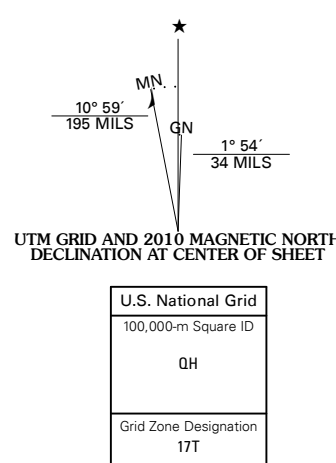 MN
10° 59´
195 MILS
GN
1° 54´
34 MILS
UTM GRID AND 2010 MAGNETIC NORTH
DECLINATION AT CENTER OF SHEET
U.S. National Grid
100,000-m Square ID
QH
Grid Zone Designation
17T